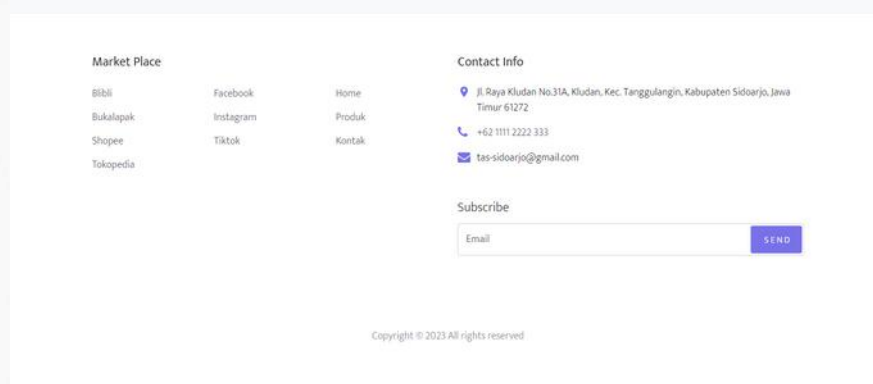 Market Place
Blibli
Bukalapak
Shopee
Tokopedia
Facebook
Instagram
Tiktok
Home
Produk
Kontak
Contact Info
Jl. Raya Kludan No.31A, Kludan, Kec. Tanggulangin, Kabupaten Sidoarjo, Jawa
Timur 61272
+62 1111 2222 333
tas-sidoarjo@gmail.com
Subscribe
Email
SEND
Copyright © 2023 All rights reserved